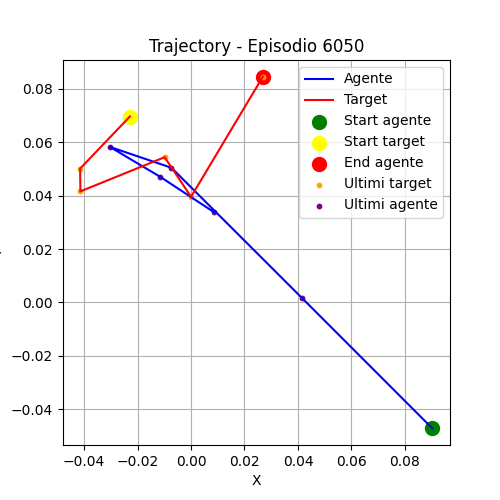 Trajectory - Episodio 6050
Agente
Target
Start agente
Start target
End agente
Ultimi target
Ultimi agente
0.08
0.06
0.04
0.02
0.00
−0.02
−0.04
−0.04
−0.02
0.00
0.02
0.04
0.06
0.08
X